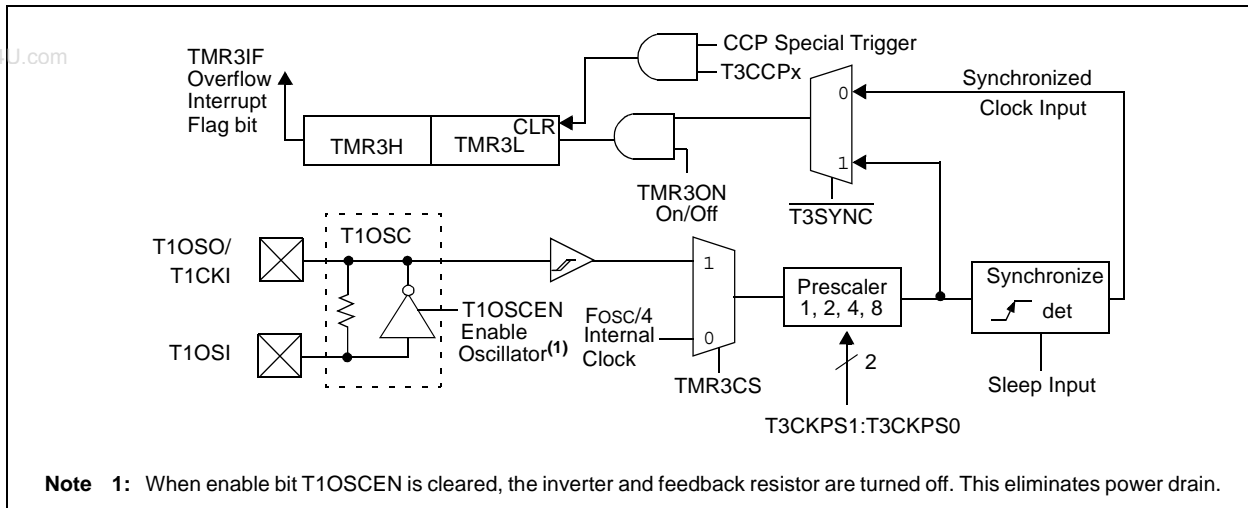 4U.com
TMR3IF
Overflow
Interrupt
Flag bit
CCP Special Trigger
T3CCPx
Synchronized
Clock Input
0
1
CLR
TMR3H
TMR3L
TMR3ON
On/Off
T3SYNC
T1OSO/
T1CKI
T1OSC
T1OSCEN
Enable
Oscillator(1)
T1OSI
FOSC/4
Internal
Clock
1
0
TMR3CS
Prescaler
1, 2, 4, 8
2
T3CKPS1:T3CKPS0
Synchronize
det
Sleep Input
Note 1: When enable bit T1OSCEN is cleared, the inverter and feedback resistor are turned off. This eliminates power drain.